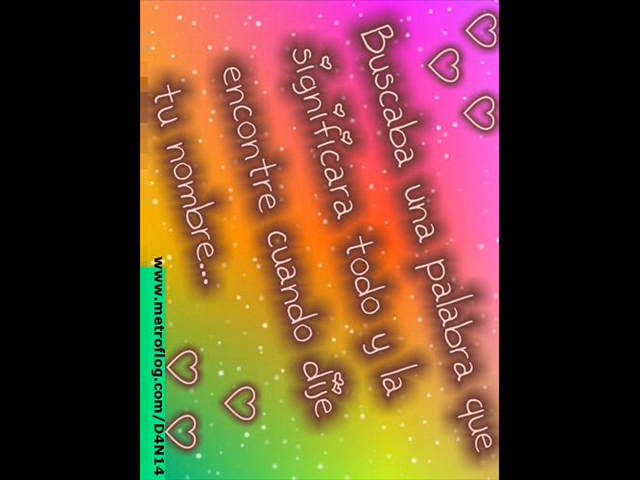 Buscaba una palabra que
significara todo y la
encontre cuando dije
tu nombre...
www.metroflog.com/D4N14